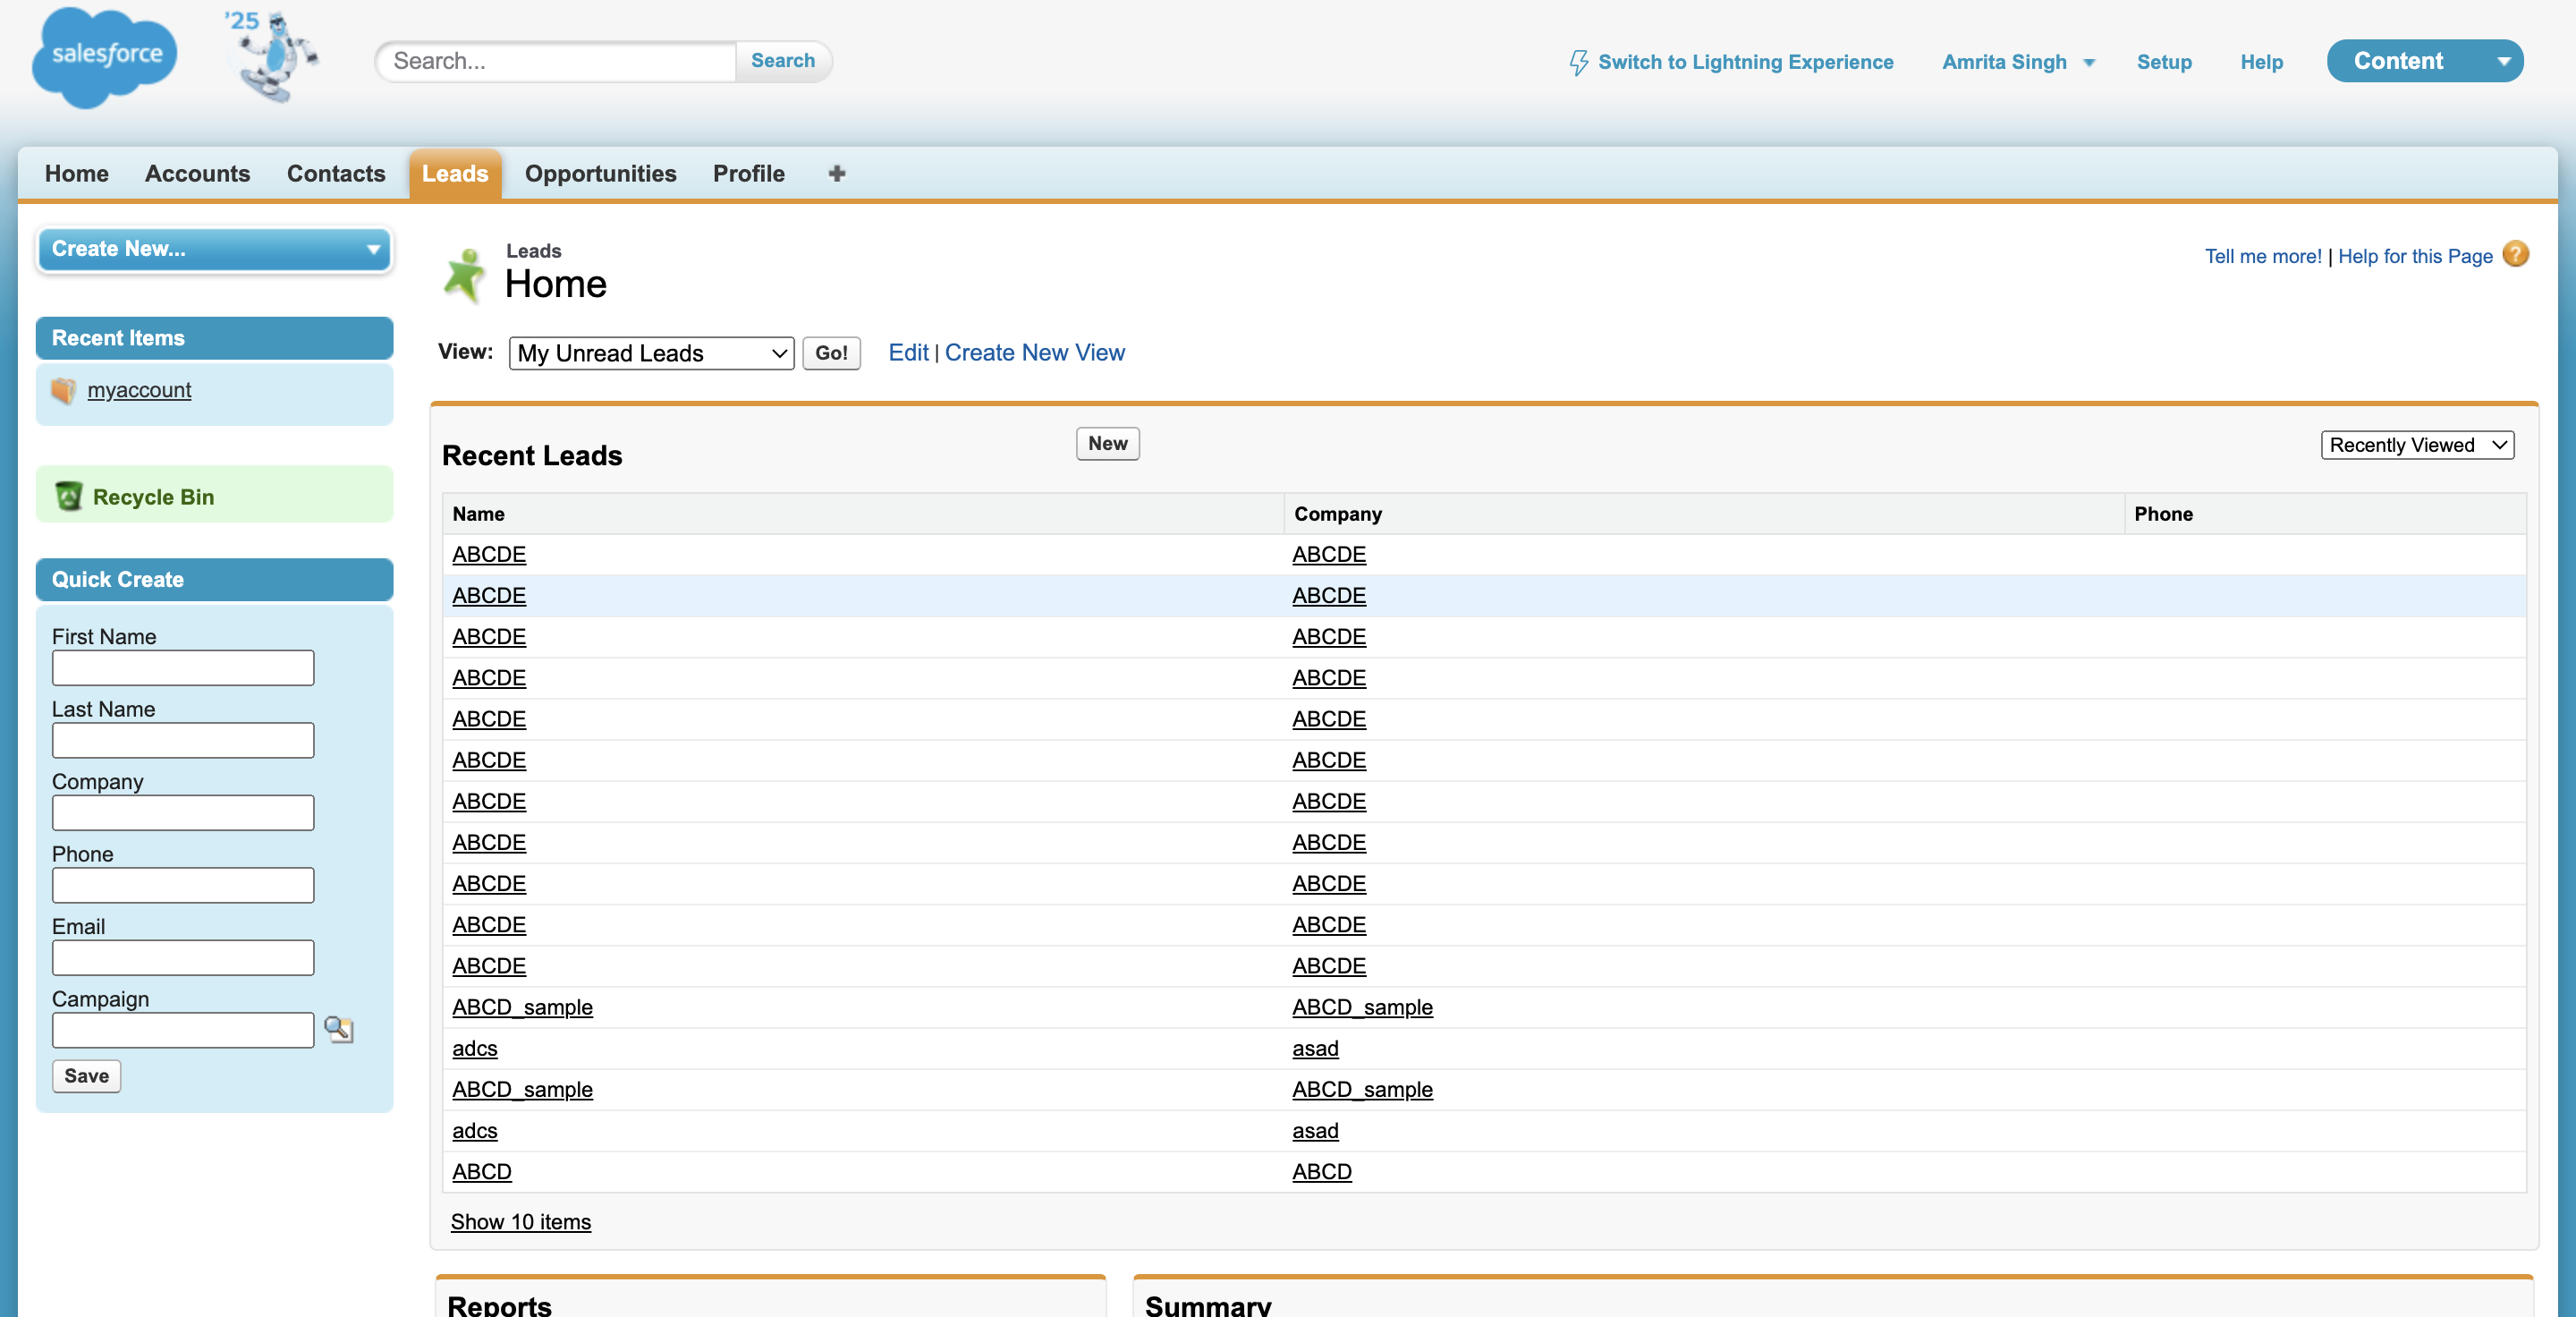 salesforce
'25
Search...
Search
Switch to Lightning Experience
Amrita Singh
Setup
Help
Content
Home
Accounts
Contacts
Leads
Opportunities
Profile
Create New...
Recent Items
myaccount
Recycle Bin
Quick Create
First Name
Last Name
Company
Phone
Email
Campaign
Save
Leads
Home
Tell me more! | Help for this Page ?
View: My Unread Leads Go! Edit | Create New View
Recent Leads
New
Recently Viewed
Name Company Phone
ABCDE ABCDE
ABCDE ABCDE
ABCDE ABCDE
ABCDE ABCDE
ABCDE ABCDE
ABCDE ABCDE
ABCDE ABCDE
ABCDE ABCDE
ABCDE ABCDE
ABCDE ABCDE
ABCDE ABCDE
ABCD_sample ABCD_sample
adcs asad
ABCD_sample ABCD_sample
adcs asad
ABCD ABCD
Show 10 items
Reports
Summary